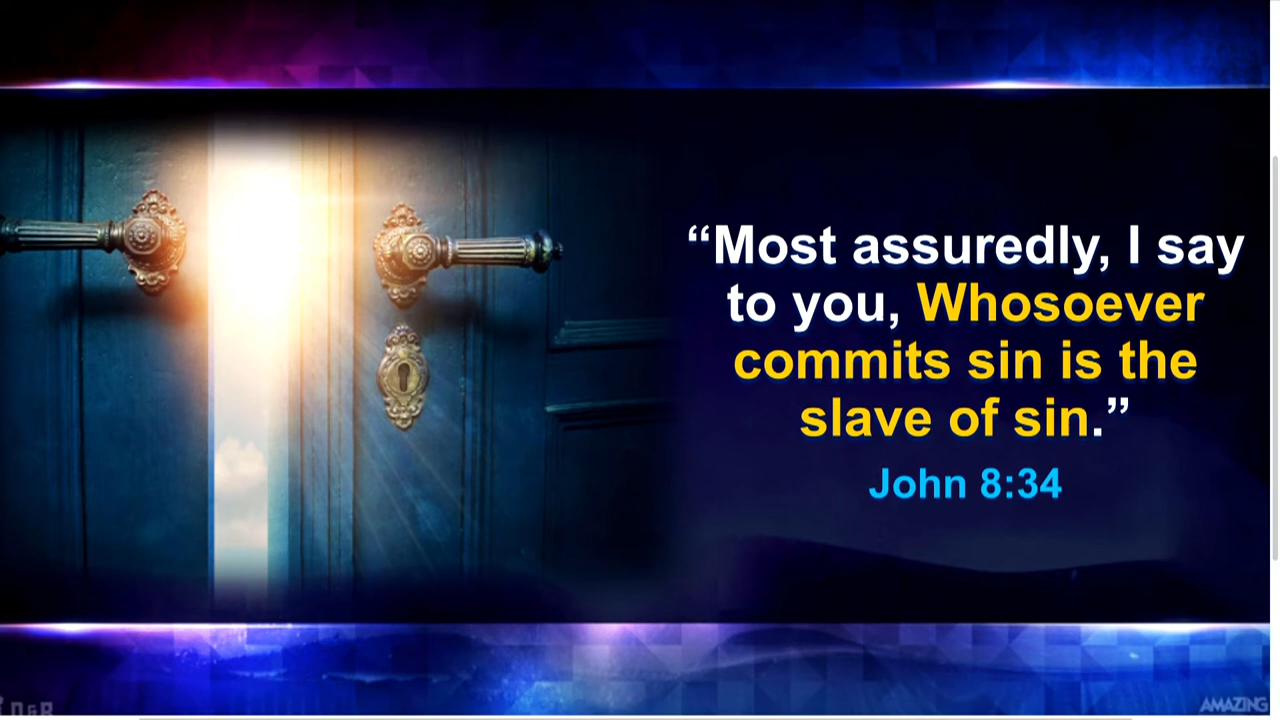 “Most assuredly, I say
to you, Whosoever
commits sin is the
slave of sin.”
John 8:34
AMAZING